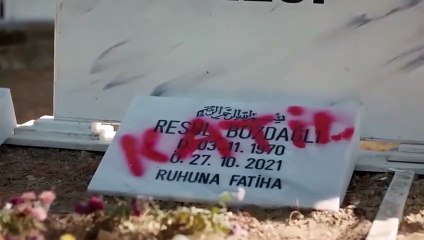 RESUL BOZDAĞLI
D. 03. 11. 1970
Ö. 27. 10. 2021
RUHUNA FATİHA
KATİL